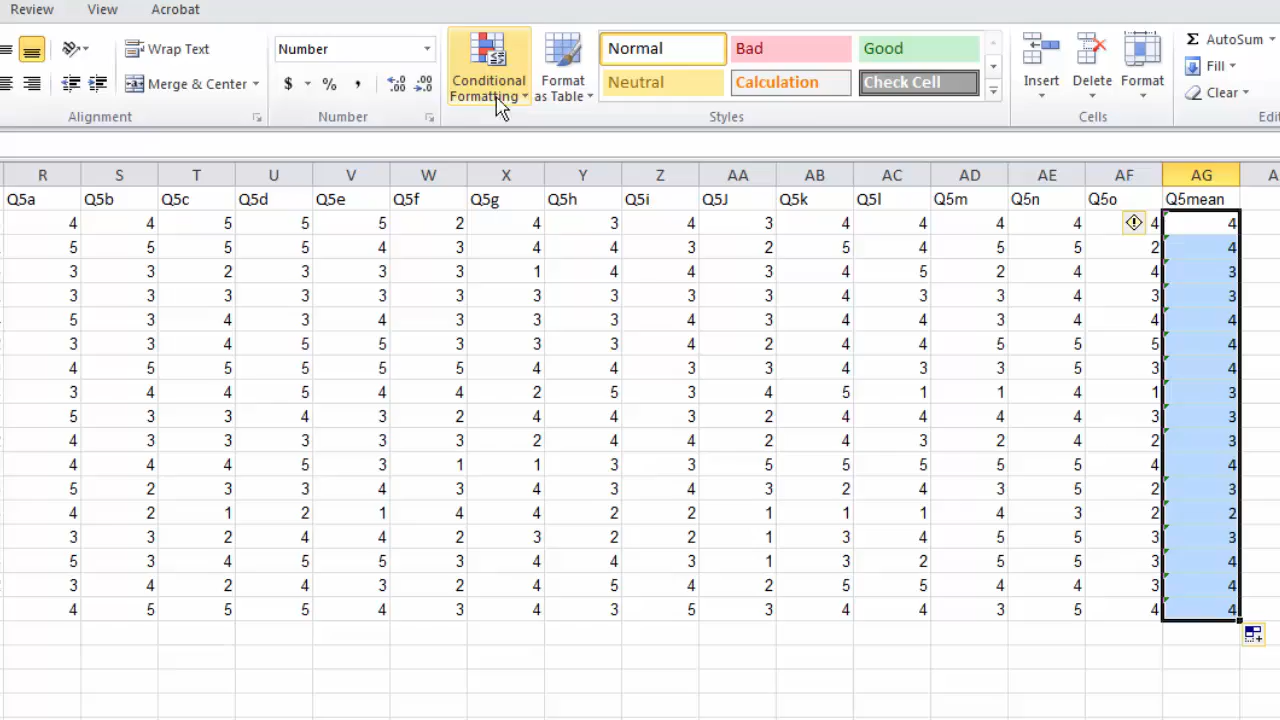 Review View Acrobat
Wrap Text Number Conditional Formatting Format as Table Normal Bad Good Insert Delete Format Σ AutoSum
Merge & Center $ % , .00 .0 Neutral Calculation Check Cell Fill
Clear
Alignment Number Styles Cells
R S T U V W X Y Z AA AB AC AD AE AF AG
Q5a Q5b Q5c Q5d Q5e Q5f Q5g Q5h Q5i Q5J Q5k Q5l Q5m Q5n Q5o Q5mean
4 4 5 5 5 2 4 3 4 3 4 4 4 4 4 4
5 5 5 5 4 3 4 4 3 2 5 4 5 5 2 4
3 3 2 3 3 3 1 4 4 3 4 5 2 4 4 3
3 3 3 3 3 3 3 3 3 3 4 3 3 4 3 3
5 3 4 3 4 3 3 3 4 3 4 4 3 4 4 4
3 3 4 5 5 3 3 3 4 2 4 4 5 5 5 4
4 5 5 5 5 5 4 4 3 3 4 3 3 5 3 4
3 4 4 5 4 4 2 5 3 4 5 1 1 4 1 3
5 3 3 4 3 2 4 4 3 2 4 4 4 4 3 3
4 3 3 3 3 3 2 4 4 2 4 3 2 4 2 3
4 4 4 5 3 1 1 3 3 5 5 5 5 5 4 4
5 2 3 3 4 3 4 3 4 3 2 4 3 5 2 3
4 2 1 2 1 4 4 2 2 1 1 1 4 3 2 2
3 3 2 4 4 2 3 2 2 1 3 4 5 5 3 3
5 3 4 5 5 3 4 4 3 1 3 2 5 5 3 4
3 4 2 4 3 2 4 5 4 2 5 5 4 4 3 4
4 5 5 5 4 3 4 3 5 3 4 4 3 5 4 4